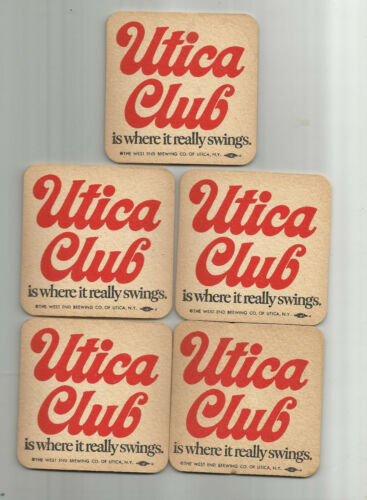 Utica
Club
is where it really swings.
©THE WEST END BREWING CO. OF UTICA, N.Y.
Utica
Club
is where it really swings.
©THE WEST END BREWING CO. OF UTICA, N.Y.
Utica
Club
is where it really swings.
©THE WEST END BREWING CO. OF UTICA, N.Y.
Utica
Club
is where it really swings.
©THE WEST END BREWING CO. OF UTICA, N.Y.
Utica
Club
is where it really swings.
©THE WEST END BREWING CO. OF UTICA, N.Y.